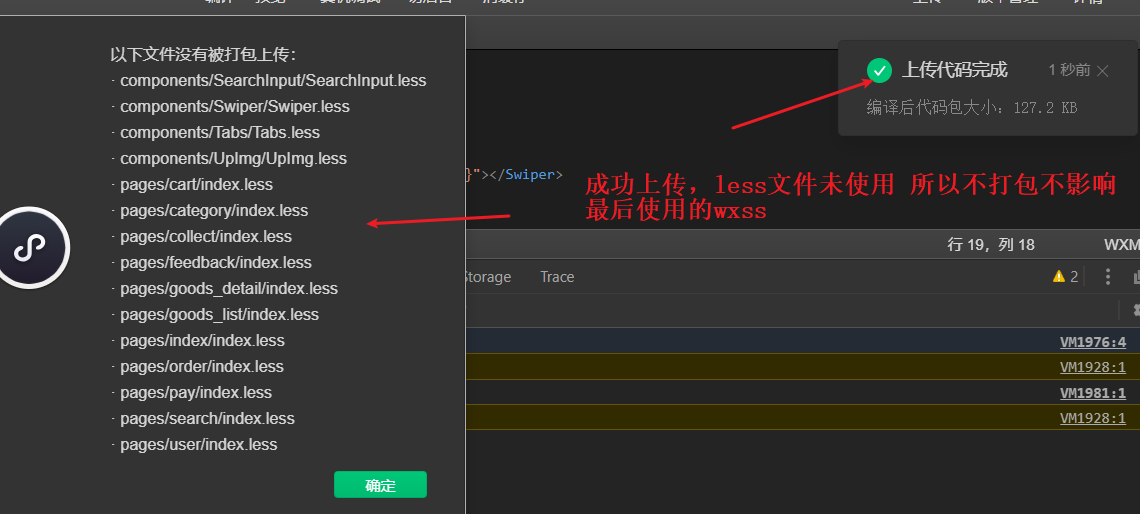 以下文件没有被打包上传：
· components/SearchInput/SearchInput.less
· components/Swiper/Swiper.less
· components/Tabs/Tabs.less
· components/UpImg/UpImg.less
· pages/cart/index.less
· pages/category/index.less
· pages/collect/index.less
· pages/feedback/index.less
· pages/goods_detail/index.less
· pages/goods_list/index.less
· pages/index/index.less
· pages/order/index.less
· pages/pay/index.less
· pages/search/index.less
· pages/user/index.less
确定
上传代码完成 1 秒前
编译后代码包大小：127.2 KB
}"></Swiper>
成功上传，less文件未使用 所以不打包不影响
最后使用的wxss
行 19，列 18 WXM
Storage Trace 2
VM1976:4
VM1928:1
VM1981:1
VM1928:1